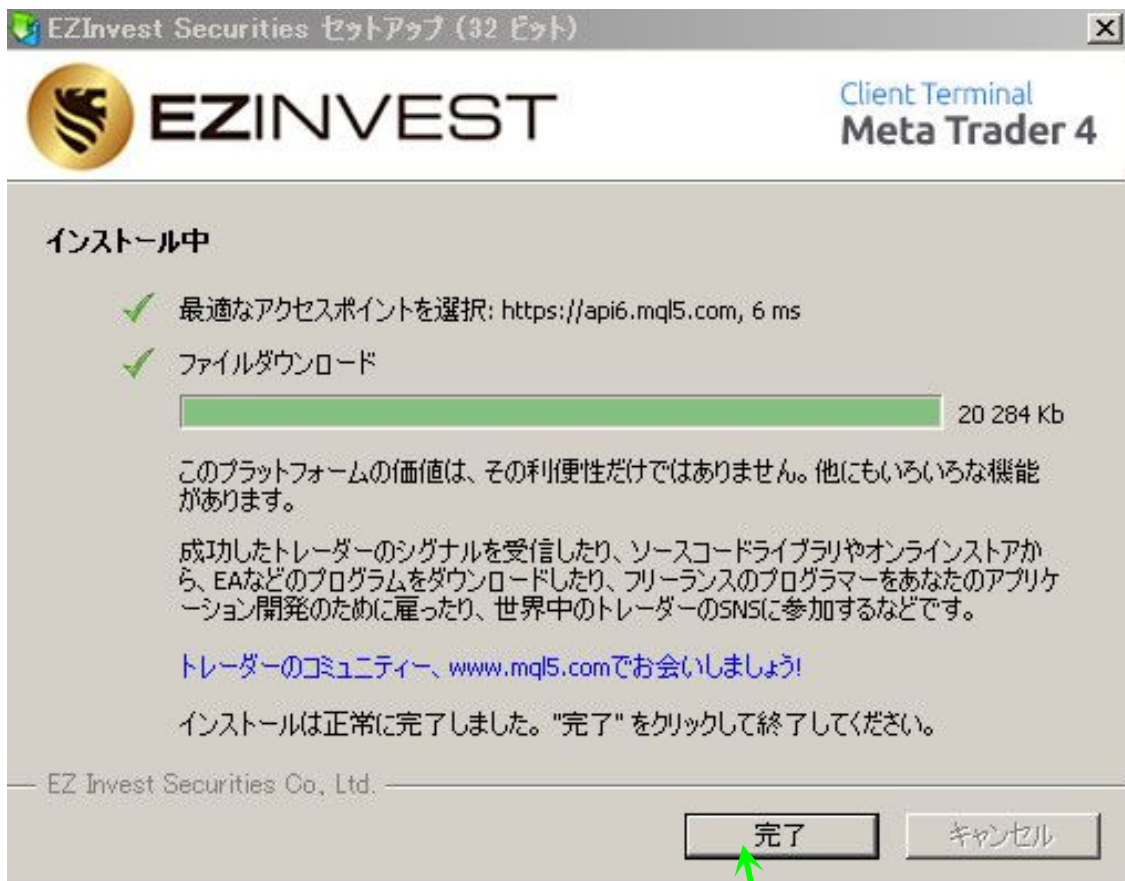 EZInvest Securities セットアップ (32 ビット)
EZINVEST
Client Terminal
Meta Trader 4
インストール中
最適なアクセスポイントを選択: https://api6.mql5.com, 6 ms
ファイルダウンロード
20 284 Kb
このプラットフォームの価値は、その利便性だけではありません。他にもいろいろな機能
があります。
成功したトレーダーのシグナルを受信したり、ソースコードライブラリやオンラインストアか
ら、EAなどのプログラムをダウンロードしたり、フリーランスのプログラマーをあなたのアプリケ
ーション開発のために雇ったり、世界中のトレーダーのSNSに参加するなどです。
トレーダーのコミュニティー、www.mql5.comでお会いしましょう!
インストールは正常に完了しました。"完了" をクリックして終了してください。
EZ Invest Securities Co, Ltd.
完了
キャンセル